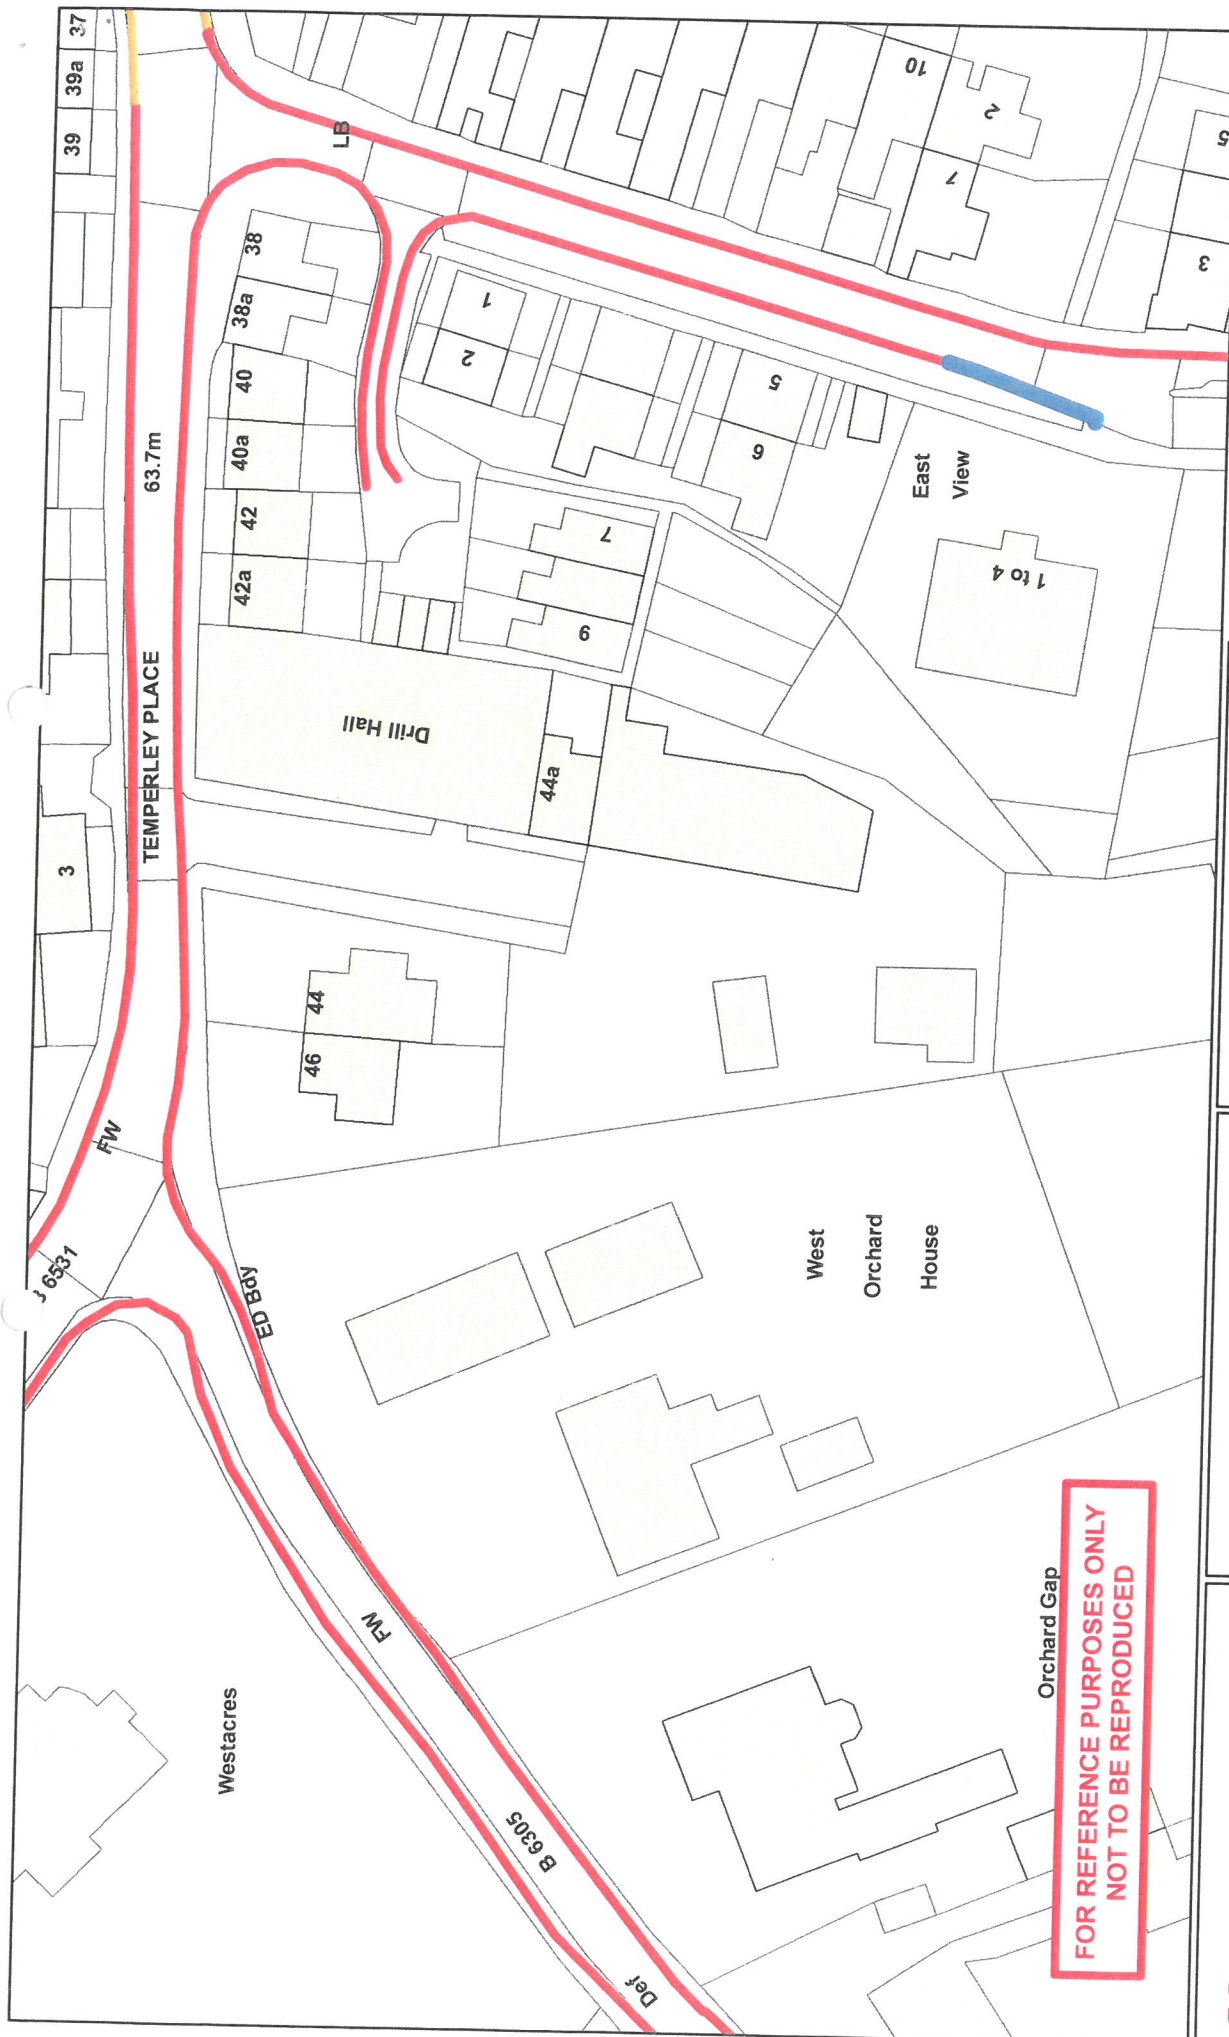 37
39a
39
LB
38
38a
40
40a
42
42a
63.7m
TEMPERLEY PLACE
3
Drill Hall
44a
1
2
5
6
7
9
10
2
7
5
3
East
View
1 to 4
44
46
FW
B 6531
ED Bdy
West
Orchard
House
FW
Westacres
B 6305
Def
Orchard Gap
FOR REFERENCE PURPOSES ONLY
NOT TO BE REPRODUCED